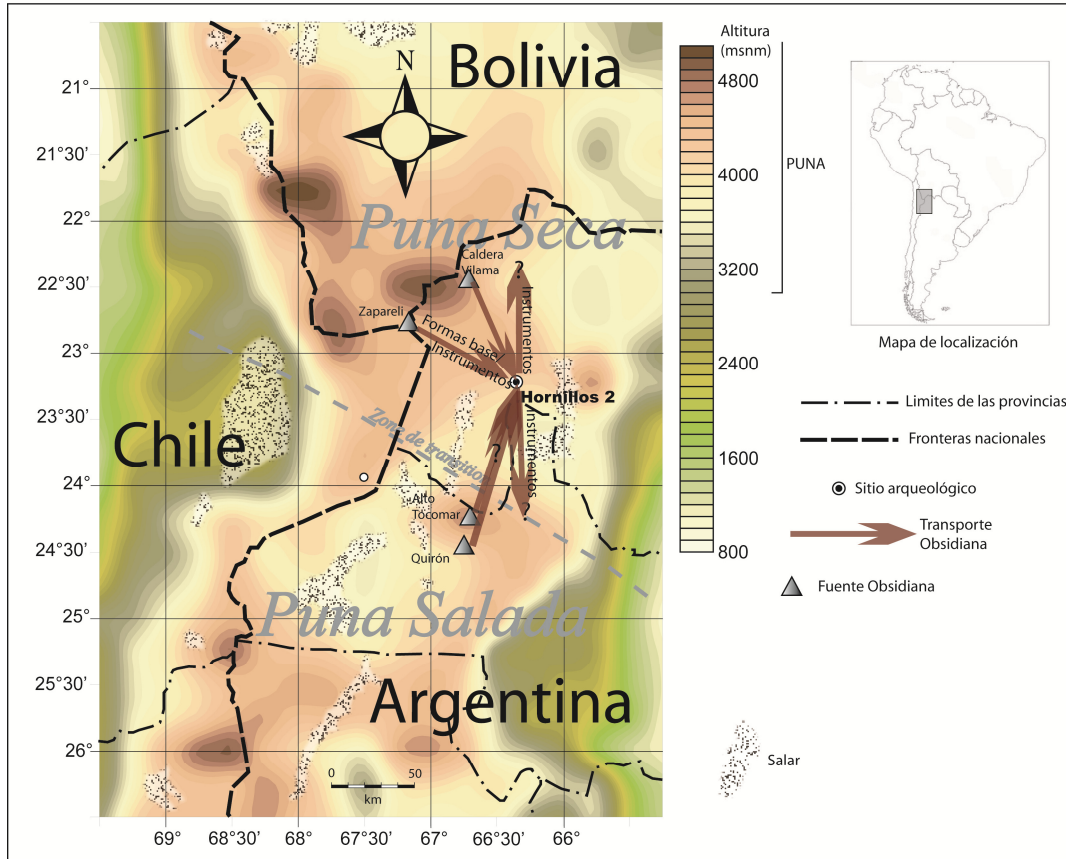 Bolivia
N
Puna Seca
Caldera
Vilama
?
Zapareli
Formas base/
Instrumentos
Instrumentos
Hornillos 2
Instrumentos
?
?
Chile
Zona de transitión
Alto
Tocomar
Quirón
Puna Salada
Argentina
0 50
km
21°
21°30'
22°
22°30'
23°
23°30'
24°
24°30'
25°
25°30'
26°
69° 68°30' 68° 67°30' 67° 66°30' 66°
Altitura
(msnm)
4800
4000
3200
2400
1600
800
PUNA
Mapa de localización
Limites de las provincias
Fronteras nacionales
Sitio arqueológico
Transporte
Obsidiana
Fuente Obsidiana
Salar